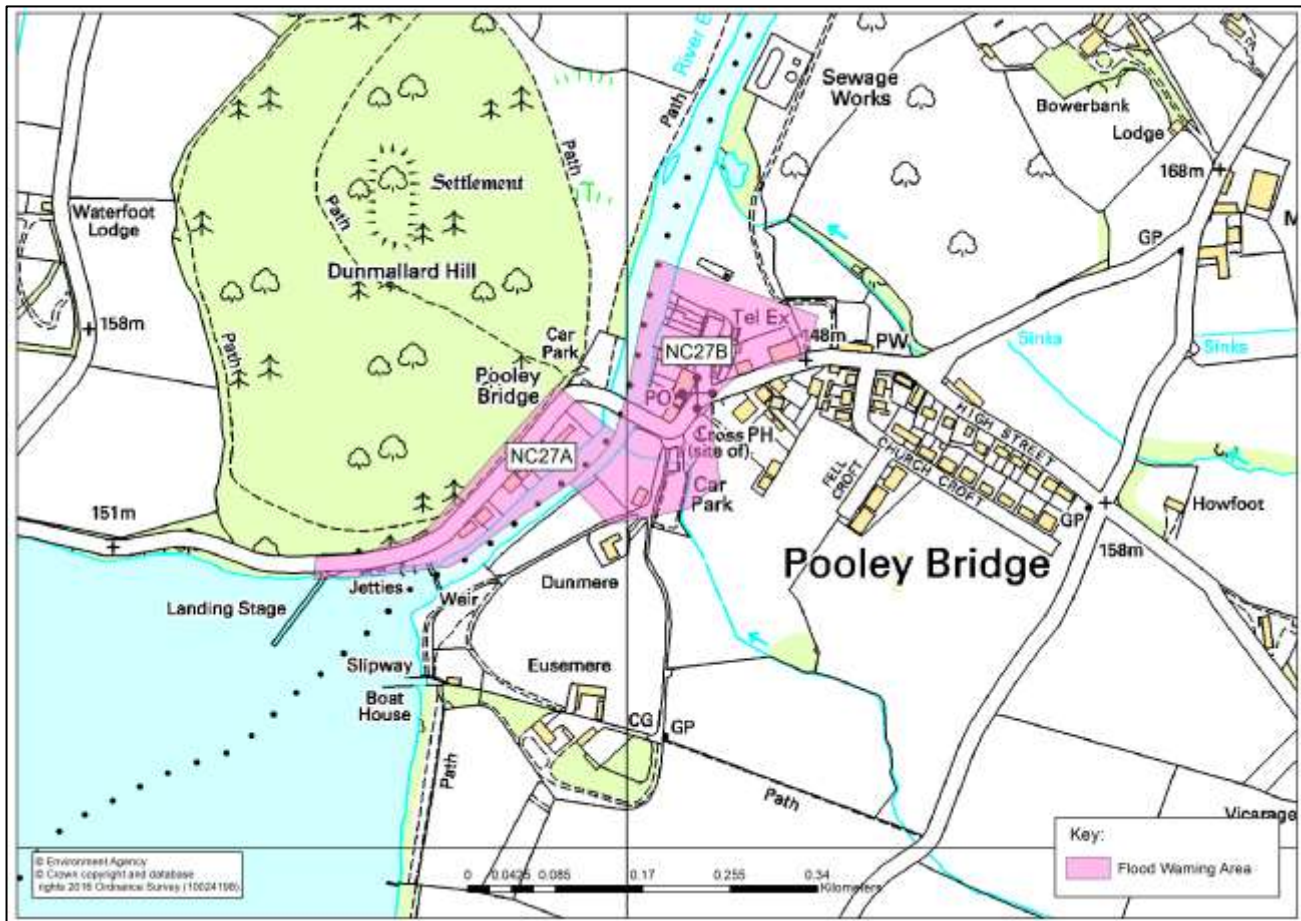 River E
Sewage
Works
Bowerbank
Lodge
Path
Path
168m
Settlement
Path
T
M
Waterfoot
Lodge
GP
Dunmallard Hill
158m
Path
Tel Ex
Car
Park
148m
PW
Sinks
Sinks
NC27B
Pooley
Bridge
PO
HIGH STREET
Cross PH
(site of)
NC27A
CHURCH CROFT
FELL
CROFT
Car
Park
Howfoot
151m
GP
158m
Pooley Bridge
Jetties
Weir
Dunmere
Landing Stage
Slipway
Eusemere
Boat
House
CG
GP
Path
Path
Vicarage
Key:
Flood Warning Area
© Environment Agency
© Crown copyright and database
rights 2016 Ordnance Survey (10024198).
0 0.0425 0.085 0.17 0.255 0.34
Kilometers